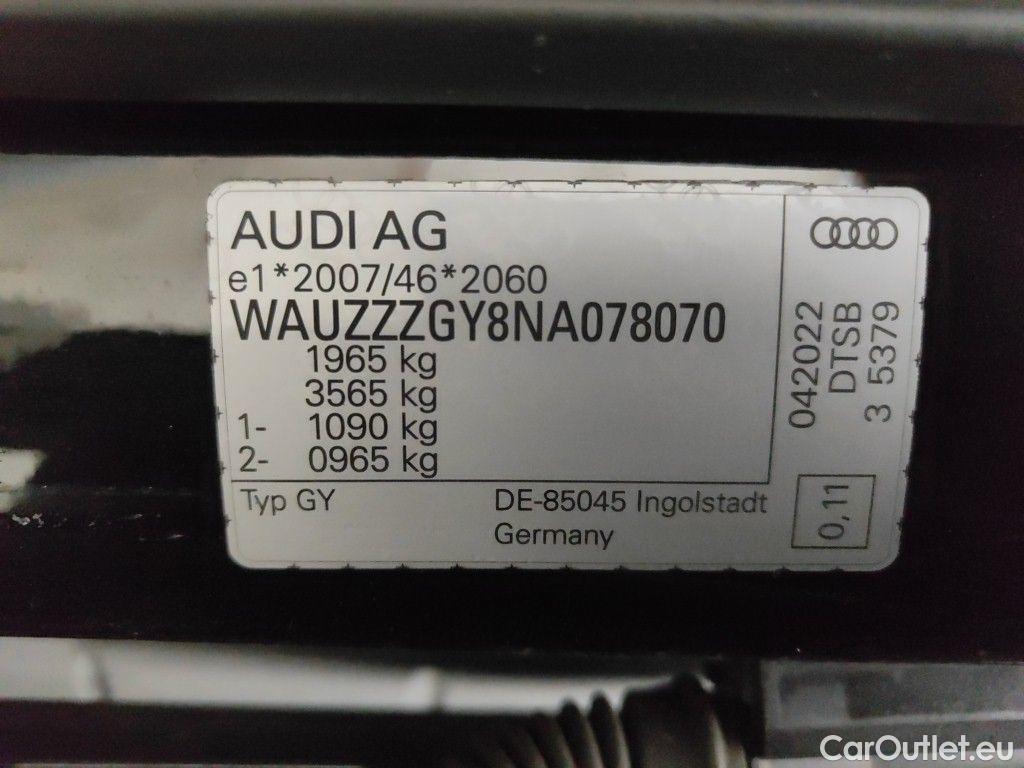 AUDI AG
e1*2007/46*2060
WAUZZZGY8NA078070
1965 kg
3565 kg
1- 1090 kg
2- 0965 kg
Typ GY
DE-85045 Ingolstadt
Germany
042022
DTSB
3 5379
0,11
CarOutlet.eu